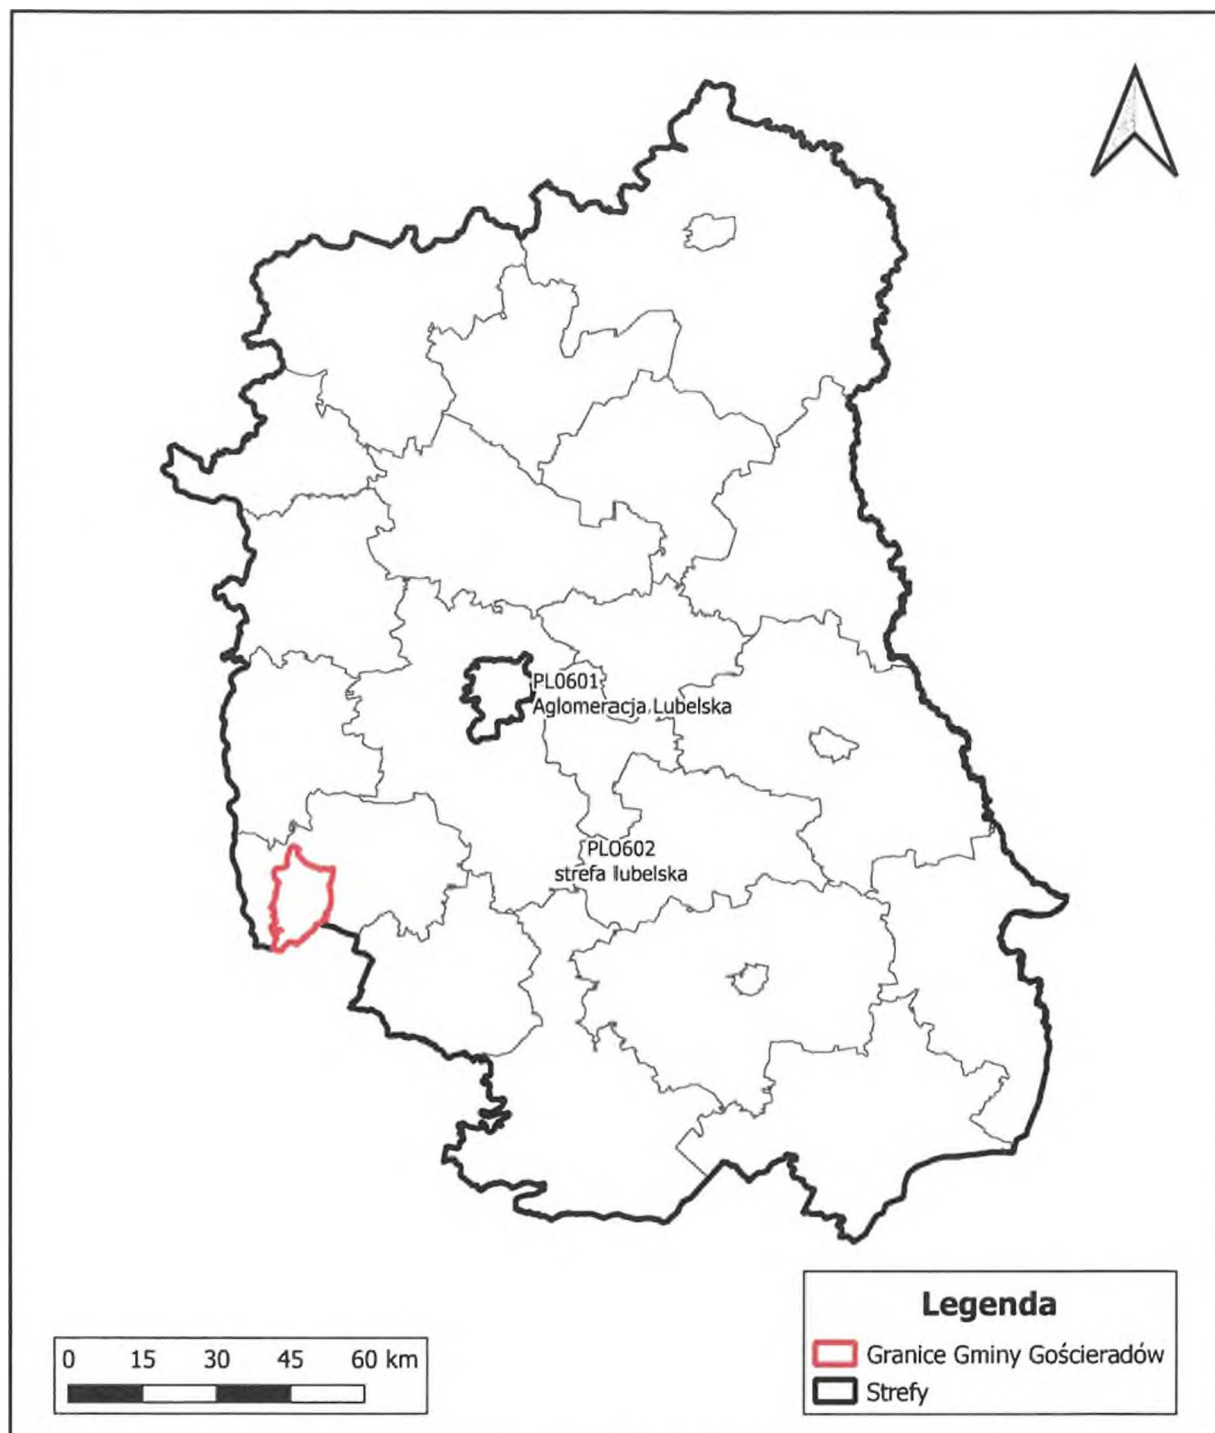 PL0601
Aglomeracja Lubelska
PL0602
strefa lubelska
Legenda
Granice Gminy Gościeradów
Strefy
0 15 30 45 60 km